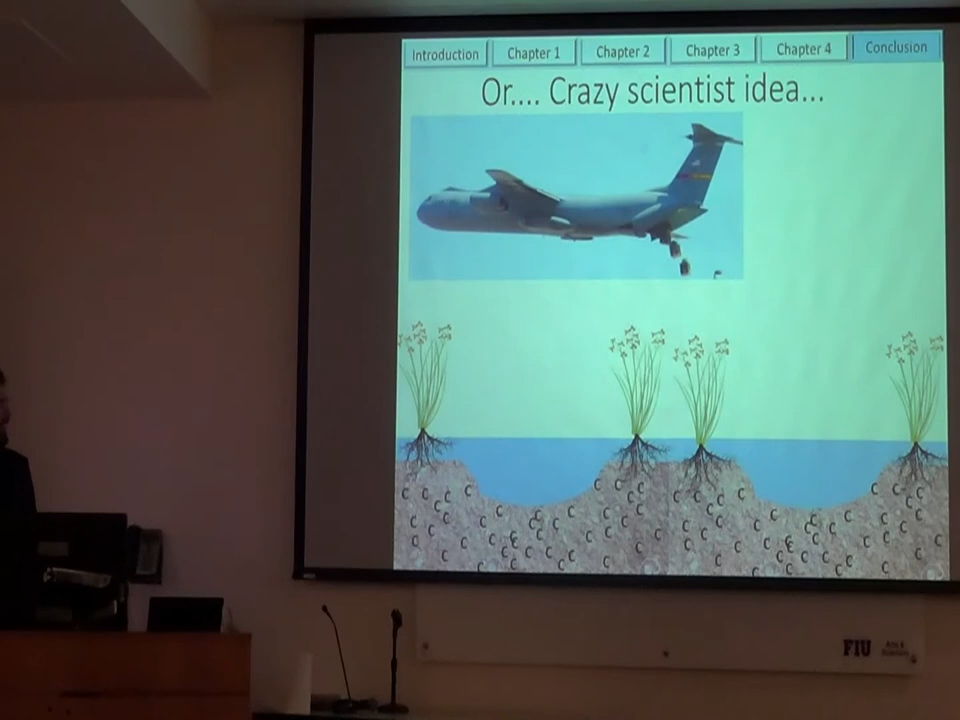 Introduction
Chapter 1
Chapter 2
Chapter 3
Chapter 4
Conclusion
Or.... Crazy scientist idea...
FIU